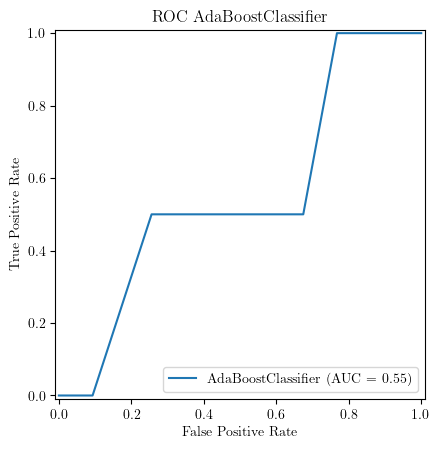 ROC AdaBoostClassifier
1.0
0.8
0.6
0.4
0.2
0.0
True Positive Rate
AdaBoostClassifier (AUC = 0.55)
0.0 0.2 0.4 0.6 0.8 1.0
False Positive Rate